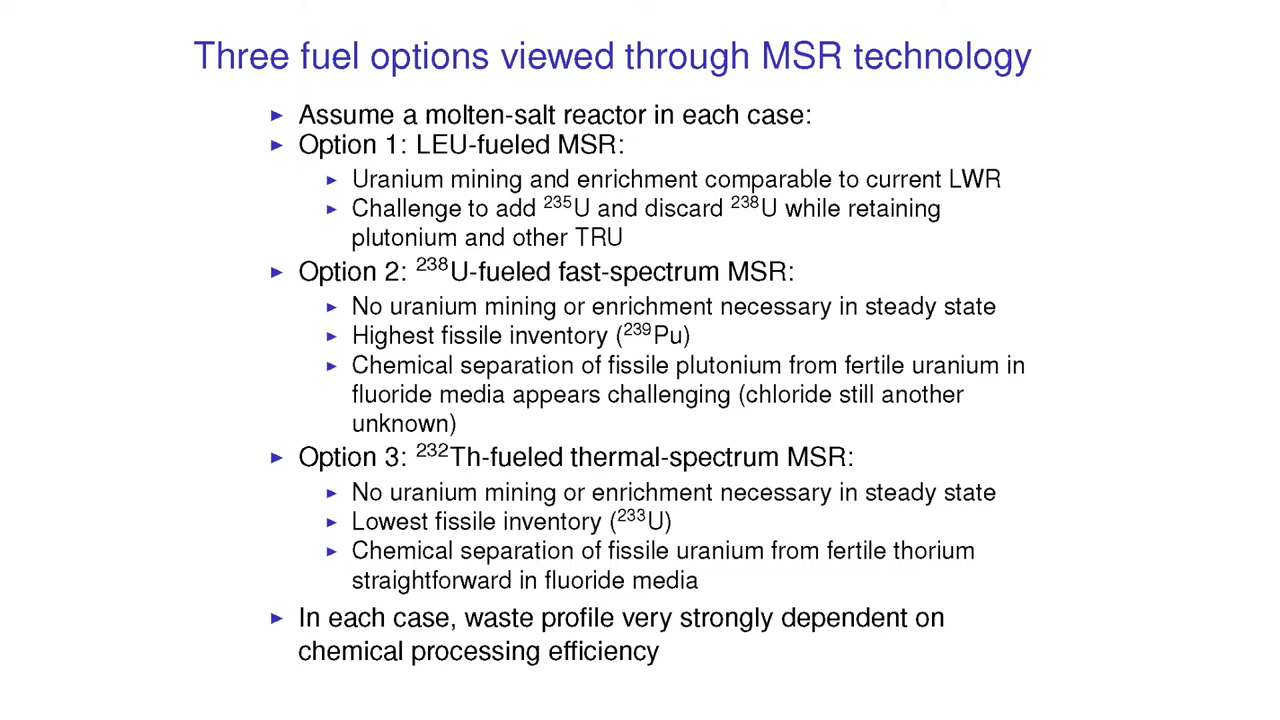 Three fuel options viewed through MSR technology
▶ Assume a molten-salt reactor in each case:
▶ Option 1: LEU-fueled MSR:
▶ Uranium mining and enrichment comparable to current LWR
▶ Challenge to add ²³⁵U and discard ²³⁸U while retaining
plutonium and other TRU
▶ Option 2: ²³⁸U-fueled fast-spectrum MSR:
▶ No uranium mining or enrichment necessary in steady state
▶ Highest fissile inventory (²³⁹Pu)
▶ Chemical separation of fissile plutonium from fertile uranium in
fluoride media appears challenging (chloride still another
unknown)
▶ Option 3: ²³²Th-fueled thermal-spectrum MSR:
▶ No uranium mining or enrichment necessary in steady state
▶ Lowest fissile inventory (²³³U)
▶ Chemical separation of fissile uranium from fertile thorium
straightforward in fluoride media
▶ In each case, waste profile very strongly dependent on
chemical processing efficiency